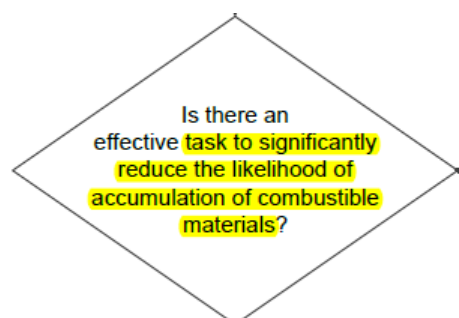 Is there an
effective task to significantly
reduce the likelihood of
accumulation of combustible
materials?